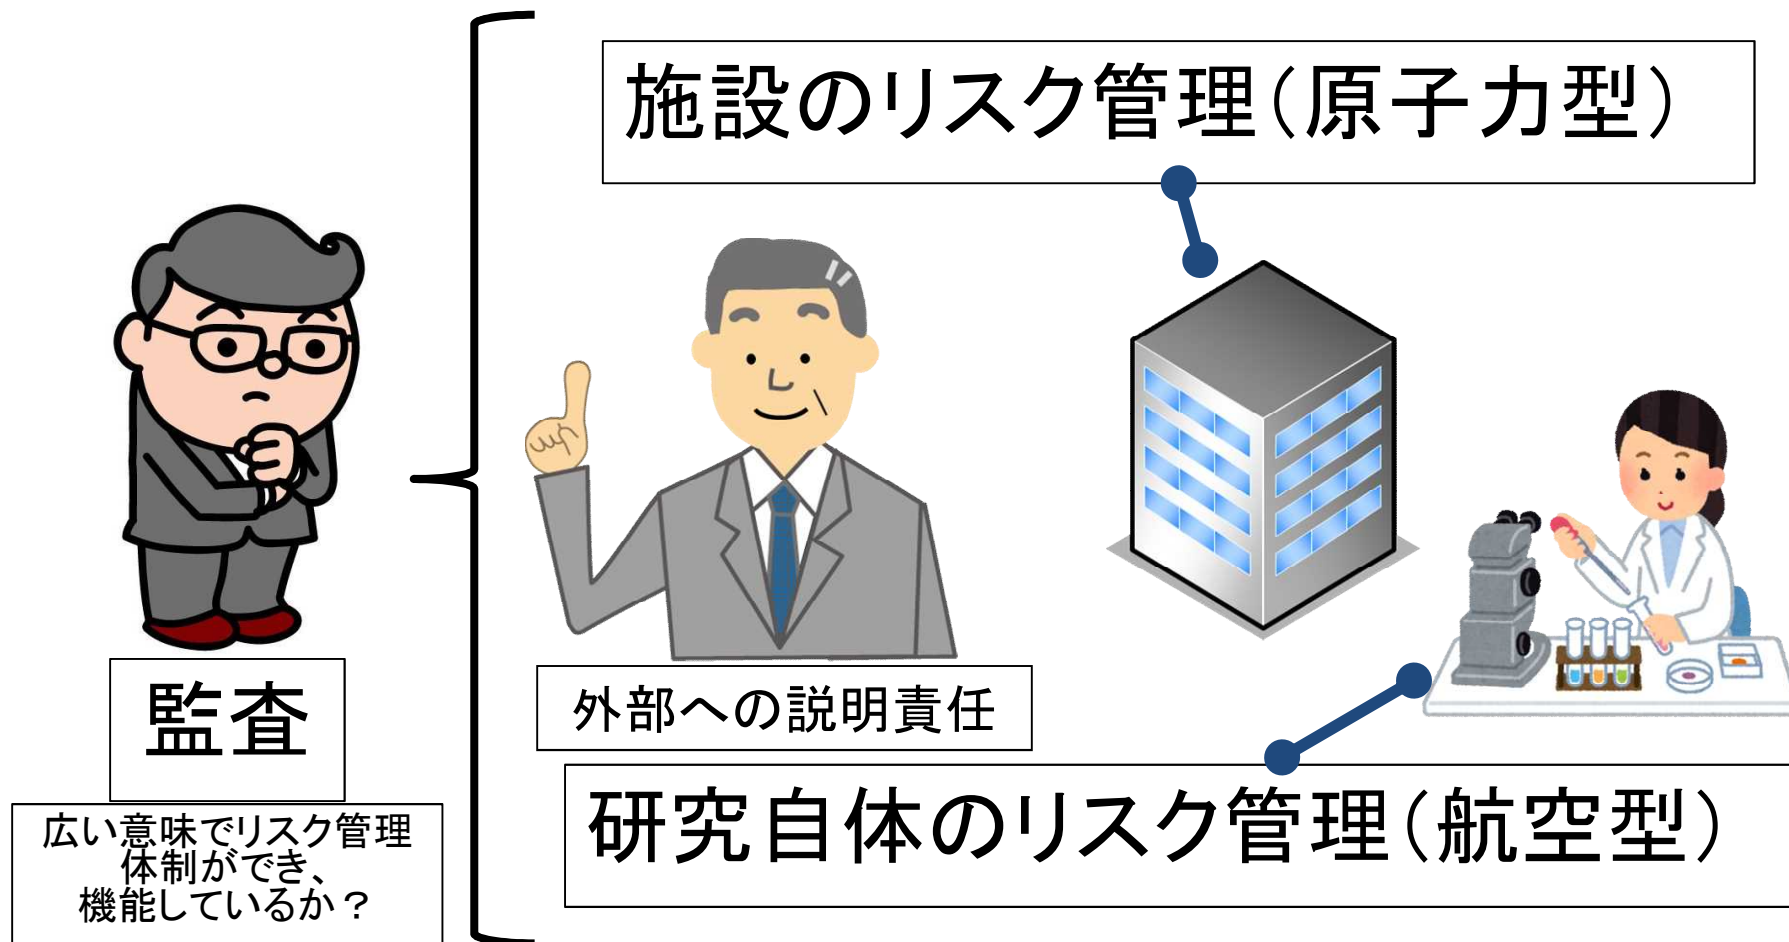 施設のリスク管理（原子力型）
監査
広い意味でリスク管理
体制ができ、
機能しているか？
外部への説明責任
研究自体のリスク管理（航空型）